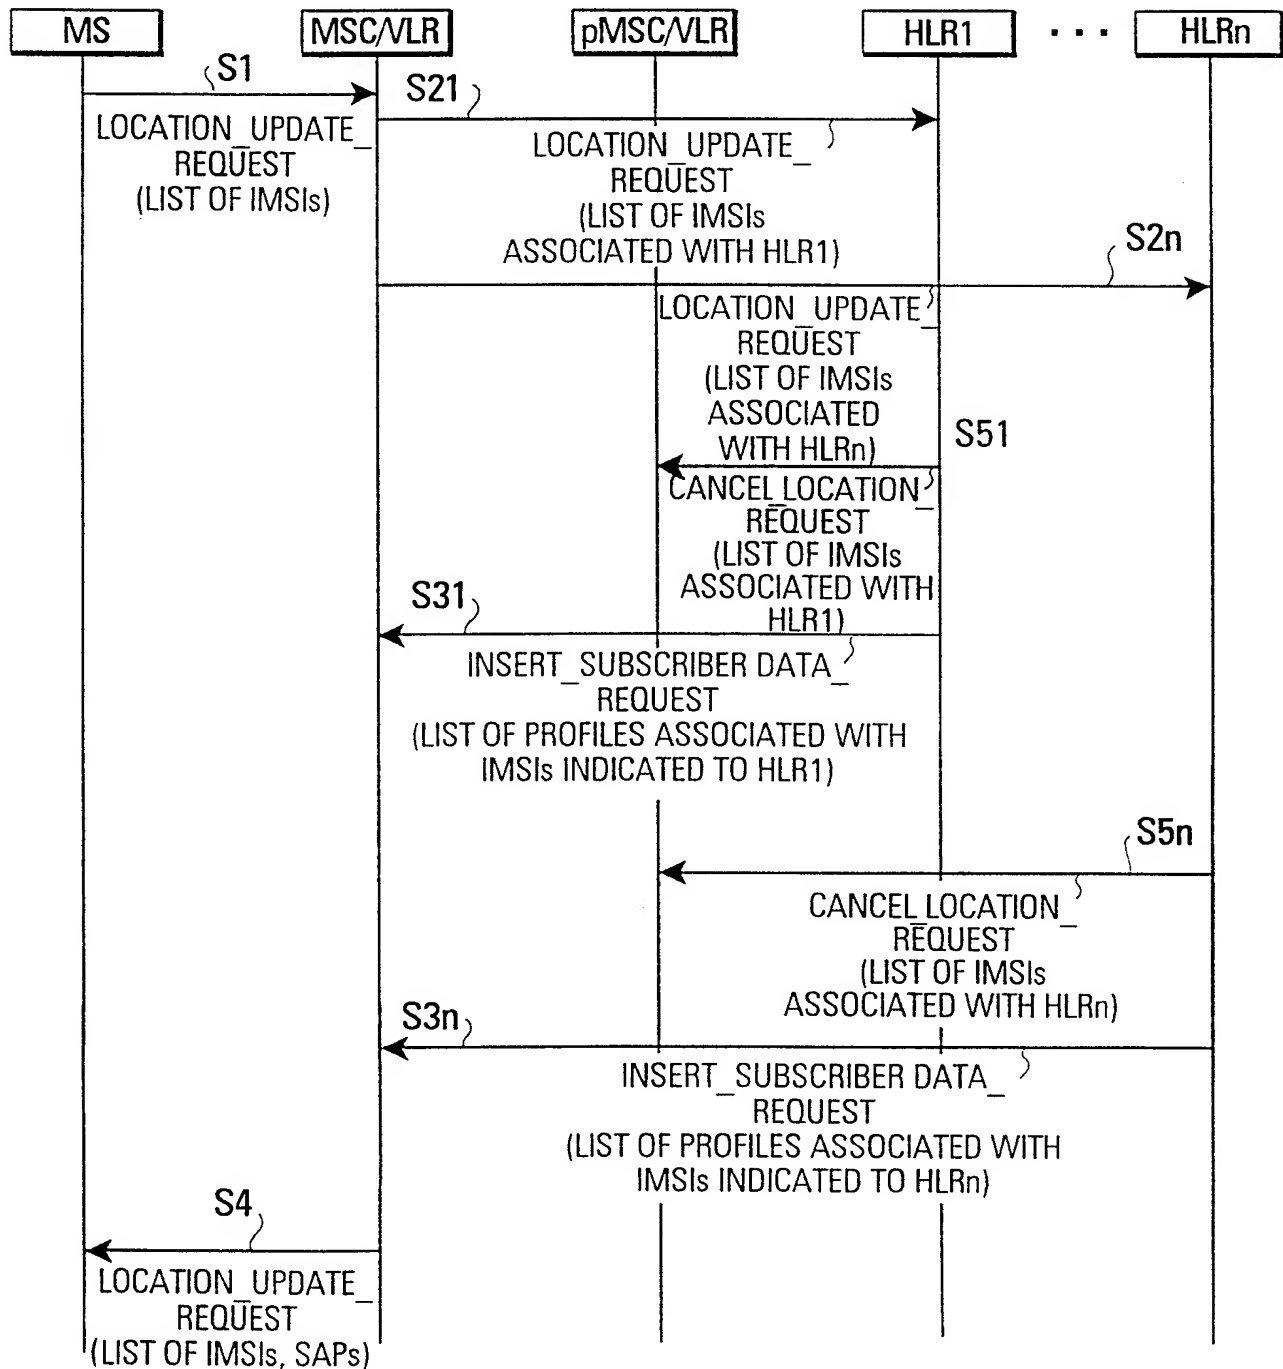 MS
MSC/VLR
pMSC/VLR
HLR1
...
HLRn
S1
LOCATION_UPDATE_
REQUEST
(LIST OF IMSIs)
S21
LOCATION_UPDATE_
REQUEST
(LIST OF IMSIs
ASSOCIATED WITH HLR1)
S2n
LOCATION_UPDATE_
REQUEST
(LIST OF IMSIs
ASSOCIATED
WITH HLRn)
S51
CANCEL_LOCATION_
REQUEST
(LIST OF IMSIs
ASSOCIATED WITH
HLR1)
S31
INSERT_SUBSCRIBER DATA_
REQUEST
(LIST OF PROFILES ASSOCIATED WITH
IMSIs INDICATED TO HLR1)
S5n
CANCEL_LOCATION_
REQUEST
(LIST OF IMSIs
ASSOCIATED WITH HLRn)
S3n
INSERT_SUBSCRIBER DATA_
REQUEST
(LIST OF PROFILES ASSOCIATED WITH
IMSIs INDICATED TO HLRn)
S4
LOCATION_UPDATE_
REQUEST
(LIST OF IMSIs, SAPs)